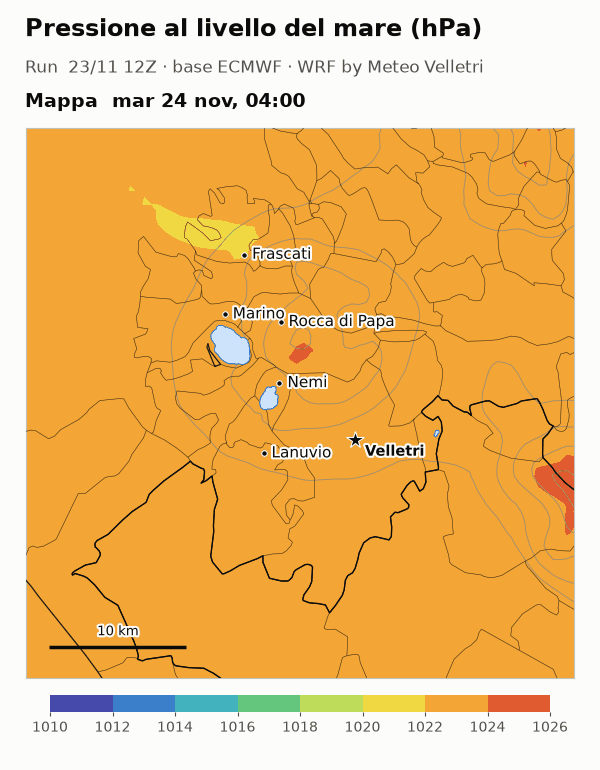 Pressione al livello del mare (hPa)
Run  23/11 12Z · base ECMWF · WRF by Meteo Velletri
Mappa  mar 24 nov, 04:00
Frascati
Marino
Rocca di Papa
Nemi
Velletri
Lanuvio
10 km
1010 1012 1014 1016 1018 1020 1022 1024 1026